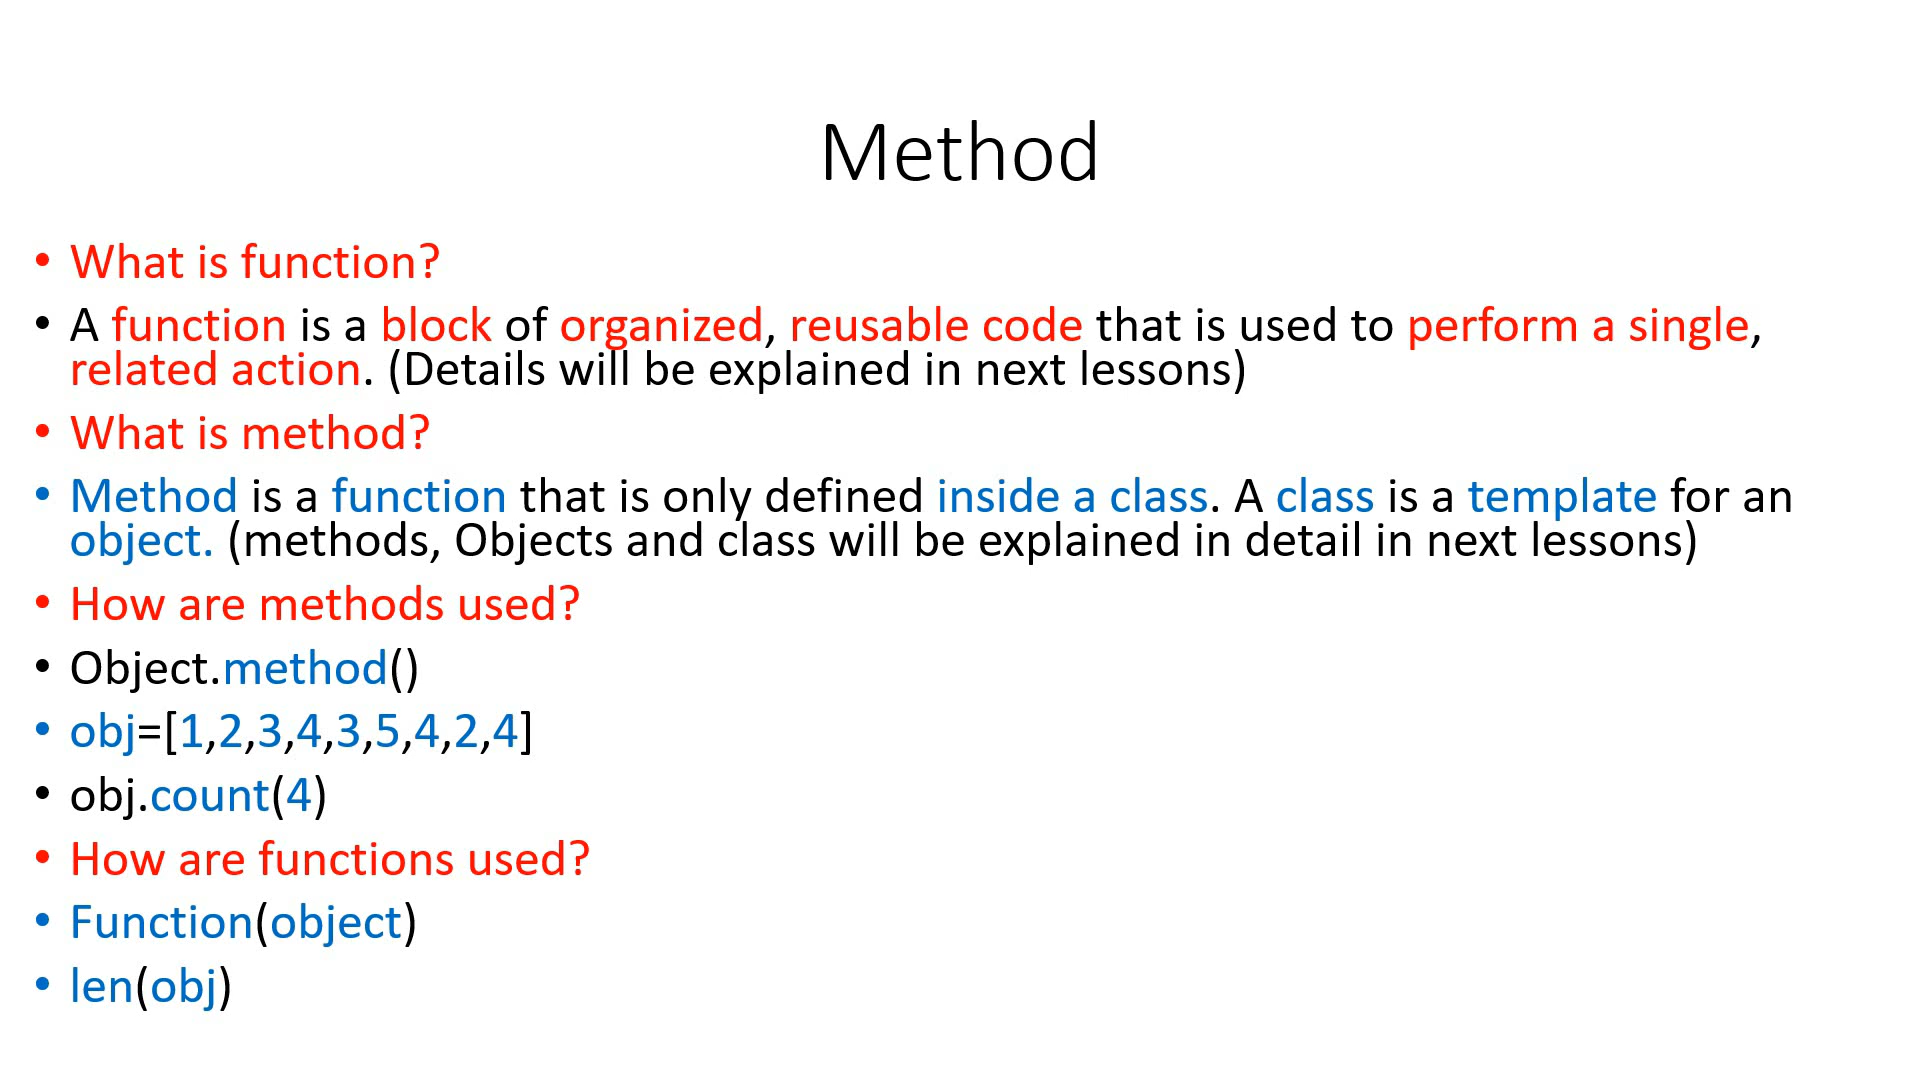 Method
• What is function?
• A function is a block of organized, reusable code that is used to perform a single,
related action. (Details will be explained in next lessons)
• What is method?
• Method is a function that is only defined inside a class. A class is a template for an
object. (methods, Objects and class will be explained in detail in next lessons)
• How are methods used?
• Object.method()
• obj=[1,2,3,4,3,5,4,2,4]
• obj.count(4)
• How are functions used?
• Function(object)
• len(obj)